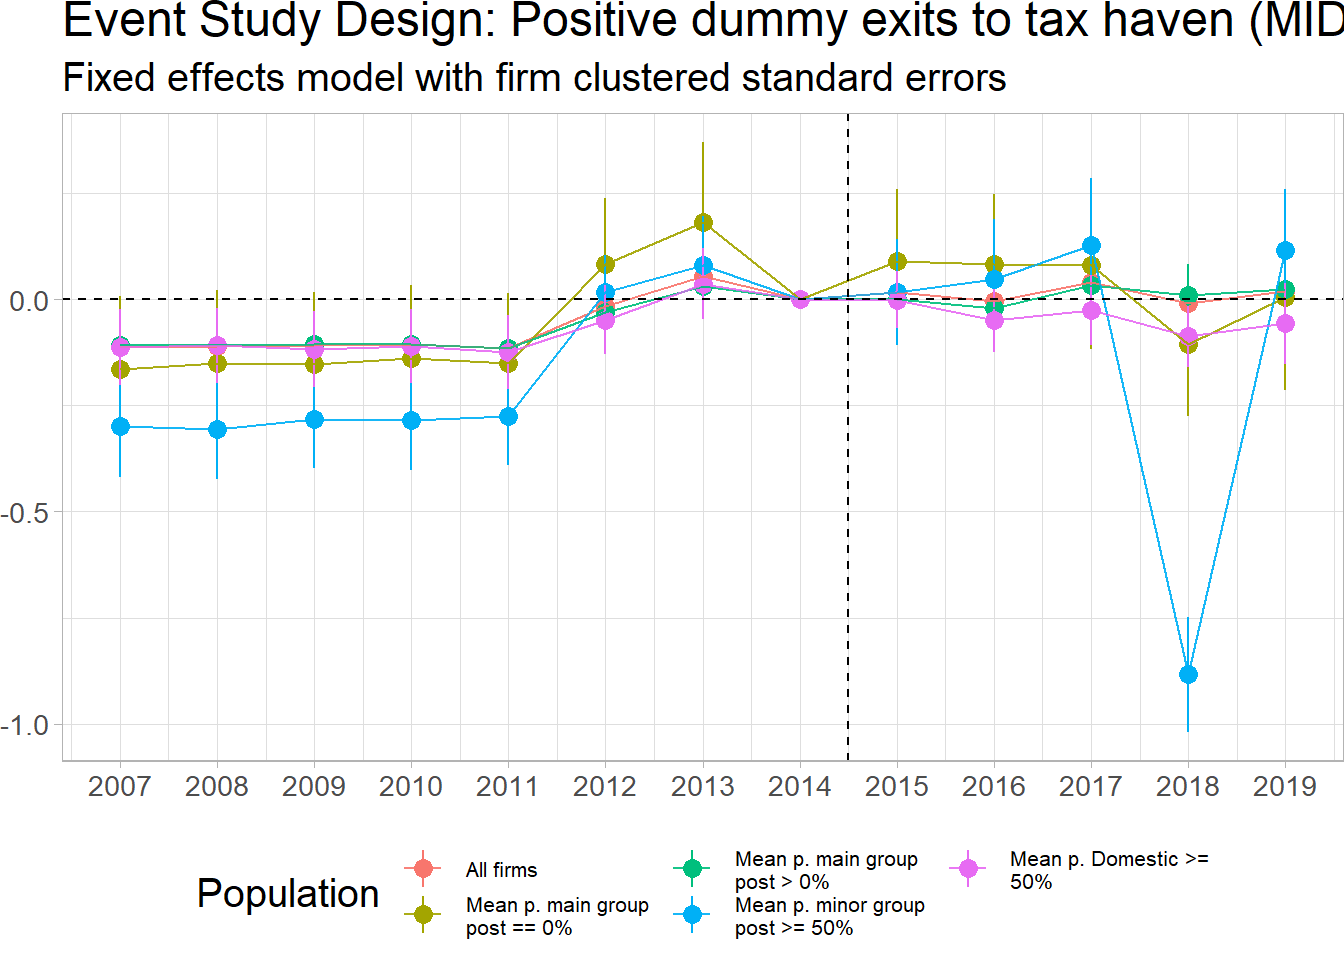 Event Study Design: Positive dummy exits to tax haven (MID
Fixed effects model with firm clustered standard errors
0.0
-0.5
-1.0
2007 2008 2009 2010 2011 2012 2013 2014 2015 2016 2017 2018 2019
Population
All firms
Mean p. main group
post == 0%
Mean p. main group
post > 0%
Mean p. minor group
post >= 50%
Mean p. Domestic >=
50%